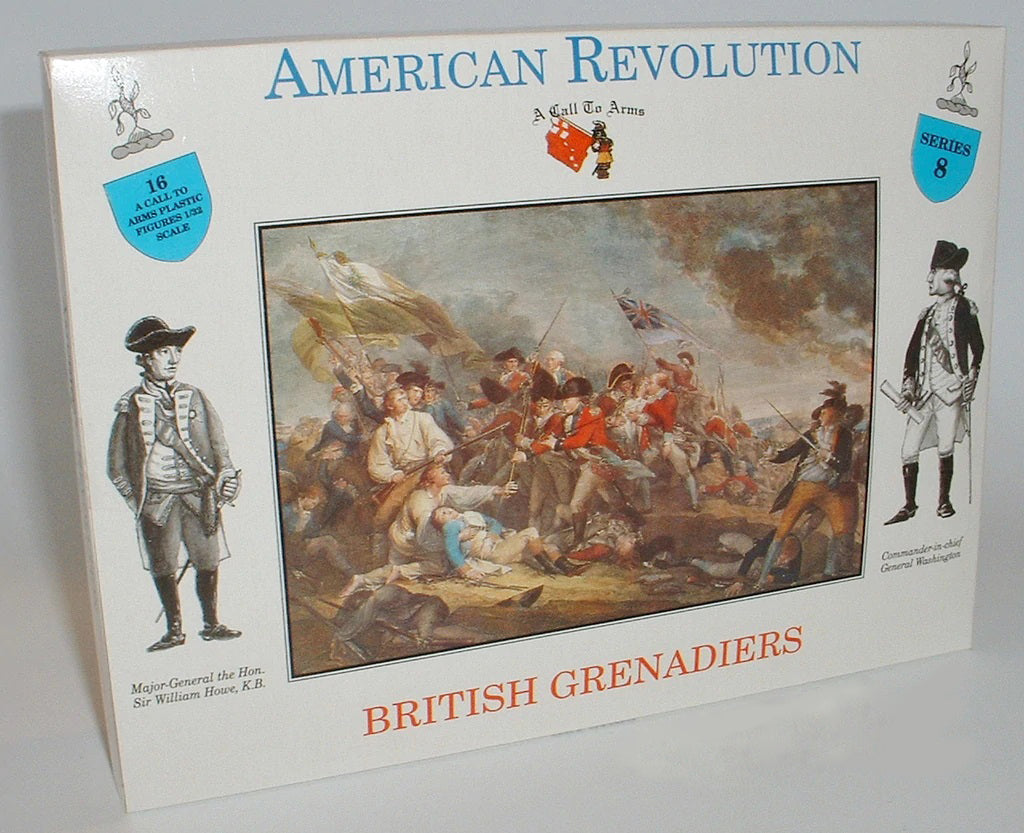 AMERICAN REVOLUTION
A Call To Arms
16
A CALL TO
ARMS PLASTIC
FIGURES 1/32
SCALE
SERIES
8
Commander-in-chief
General Washington
Major-General the Hon.
Sir William Howe, K.B.
BRITISH GRENADIERS